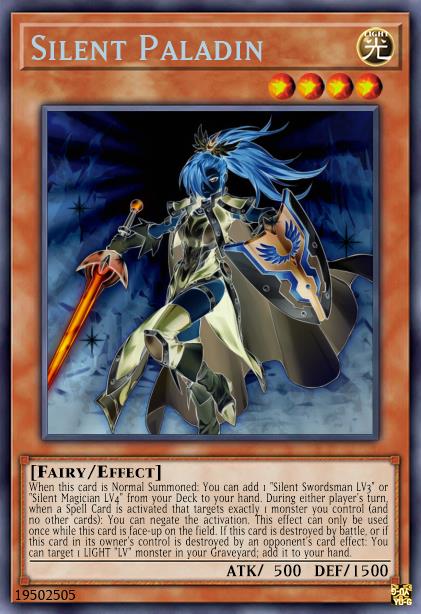 SILENT PALADIN
LIGHT
光
[FAIRY/EFFECT]
When this card is Normal Summoned: You can add 1 "Silent Swordsman LV3" or
"Silent Magician LV4" from your Deck to your hand. During either player's turn,
when a Spell Card is activated that targets exactly 1 monster you control (and
no other cards): You can negate the activation. This effect can only be used
once while this card is face-up on the field. If this card is destroyed by battle, or if
this card in its owner's control is destroyed by an opponent's card effect: You
can target 1 LIGHT "LV" monster in your Graveyard; add it to your hand.
ATK/ 500 DEF/1500
19502505